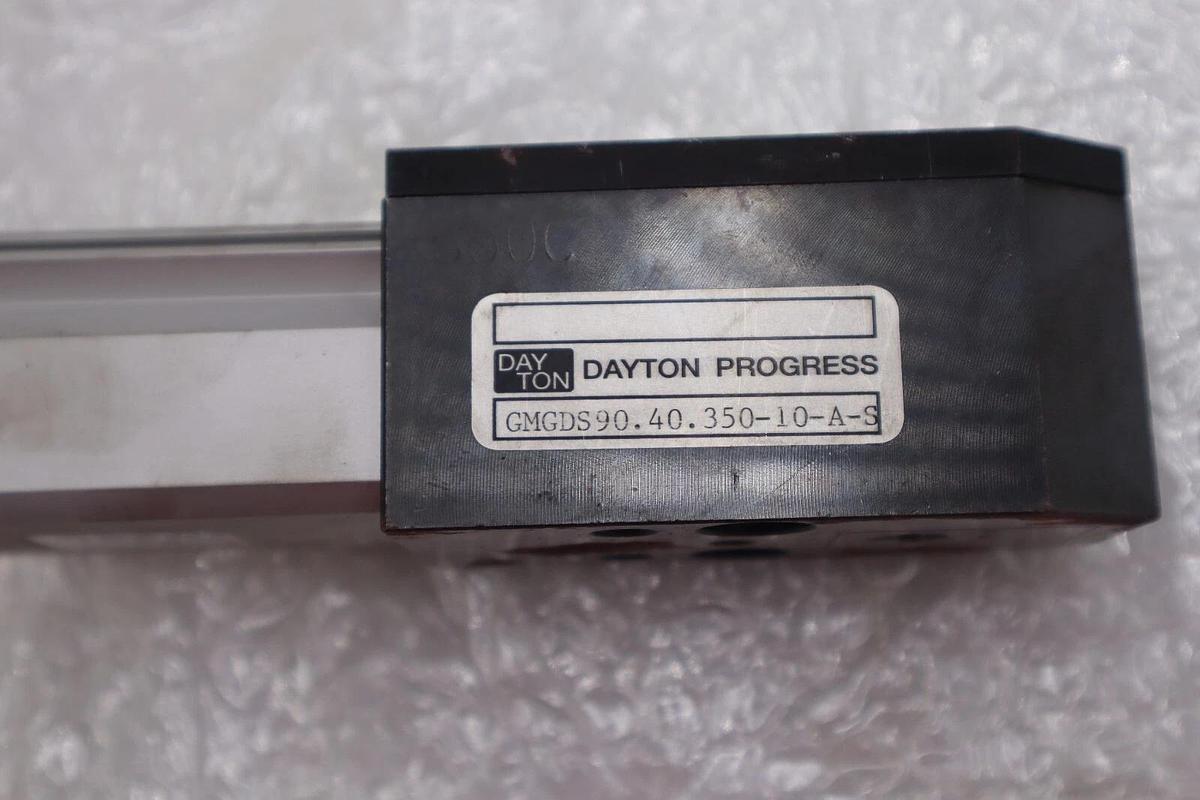 DAY
TON
DAYTON PROGRESS
GMGDS90.40.350-10-A-S